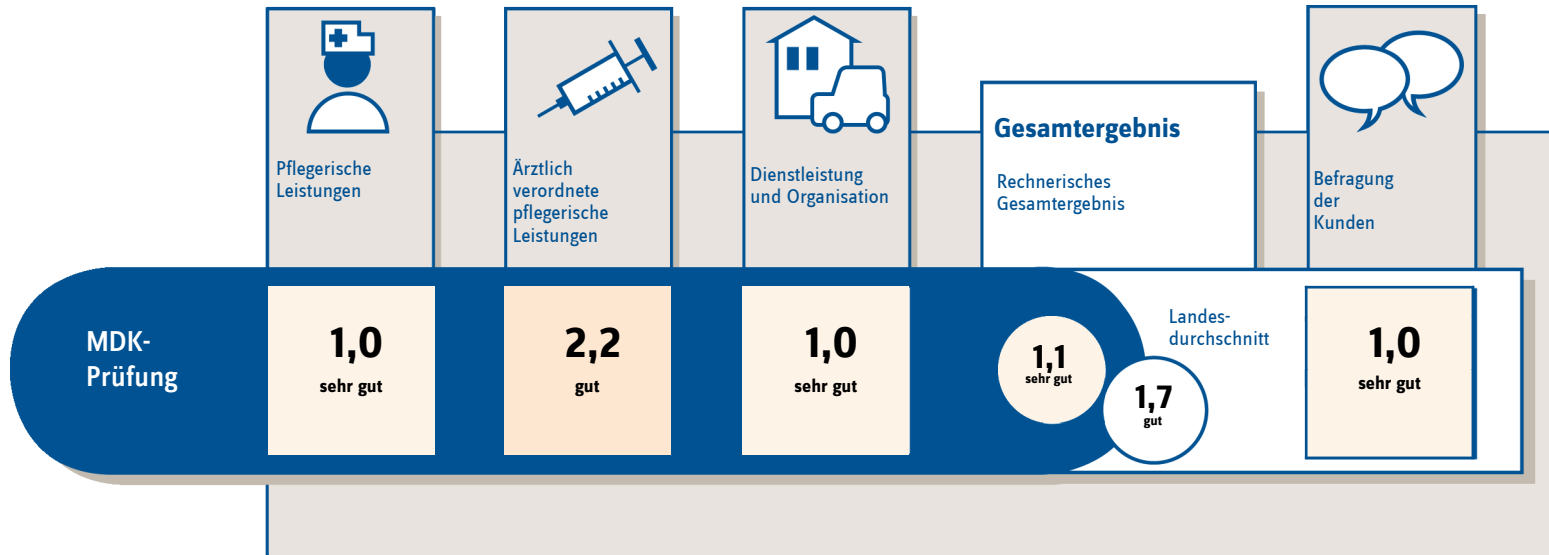 Pflegerische
Leistungen
Ärztlich
verordnete
pflegerische
Leistungen
Dienstleistung
und Organisation
Gesamtergebnis
Rechnerisches
Gesamtergebnis
Befragung
der
Kunden
MDK-
Prüfung
1,0
sehr gut
2,2
gut
1,0
sehr gut
1,1
sehr gut
Landes-
durchschnitt
1,7
gut
1,0
sehr gut